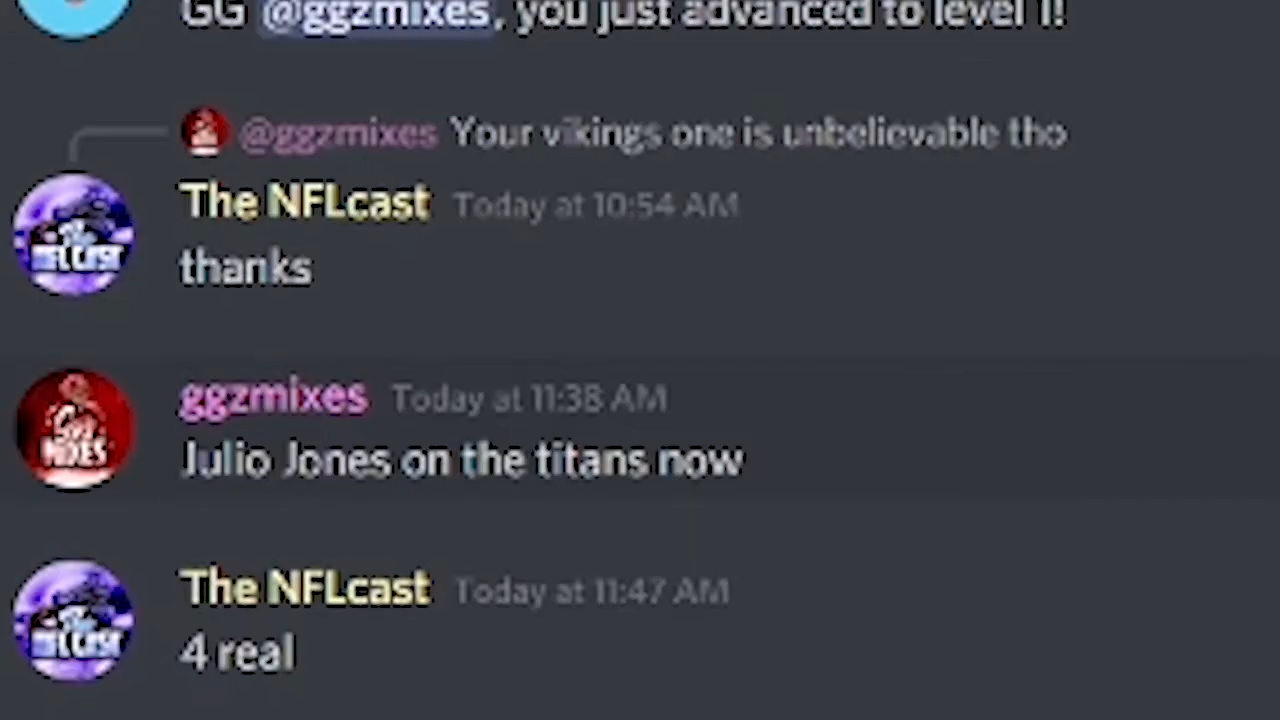 GG @ggzmixes, you just advanced to level 1!
@ggzmixes Your vikings one is unbelievable tho
The NFLcast Today at 10:54 AM
thanks
ggzmixes Today at 11:38 AM
Julio Jones on the titans now
The NFLcast Today at 11:47 AM
4 real